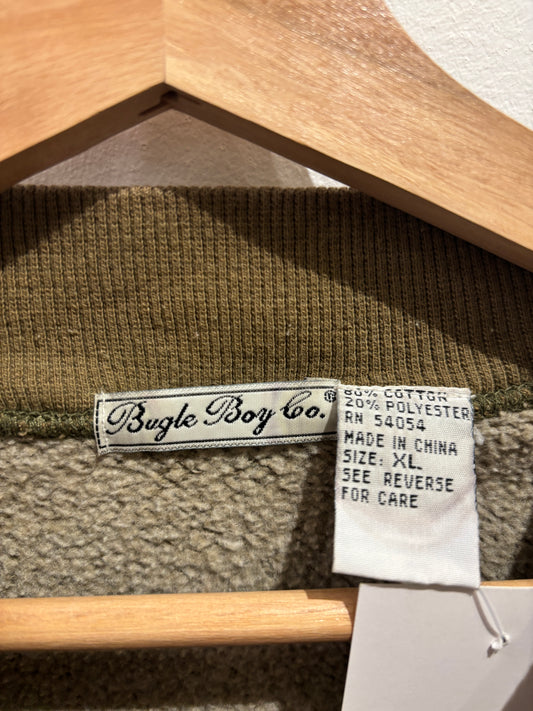 Bugle Boy Co.®
80% COTTON
20% POLYESTER
RN 54054
MADE IN CHINA
SIZE: XL
SEE REVERSE
FOR CARE